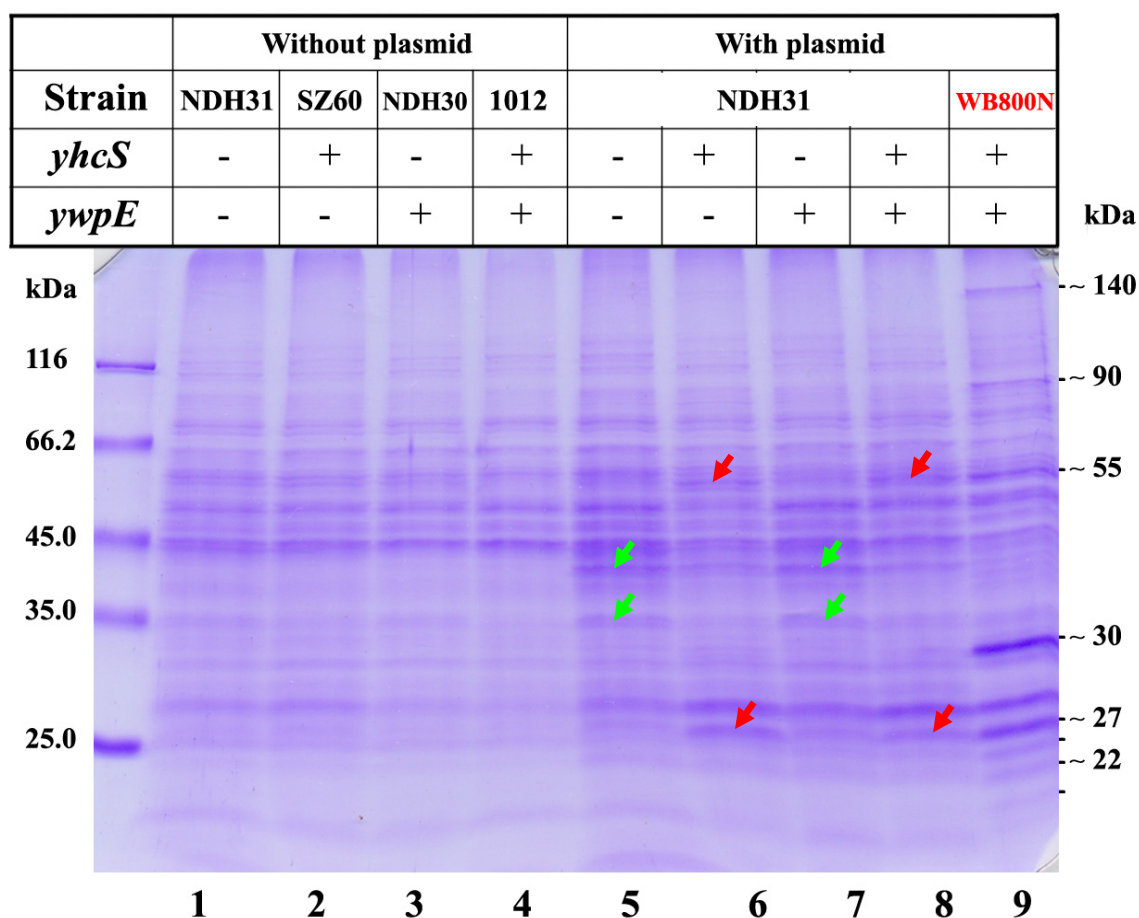 Without plasmid With plasmid
Strain NDH31 SZ60 NDH30 1012 NDH31 WB800N
yhcS - + - + - + - + +
ywpE - - + + - - + + +
kDa
kDa
~ 140
116
~ 90
66.2
~ 55
45.0
35.0
~ 30
25.0
~ 27
~ 22
1 2 3 4 5 6 7 8 9